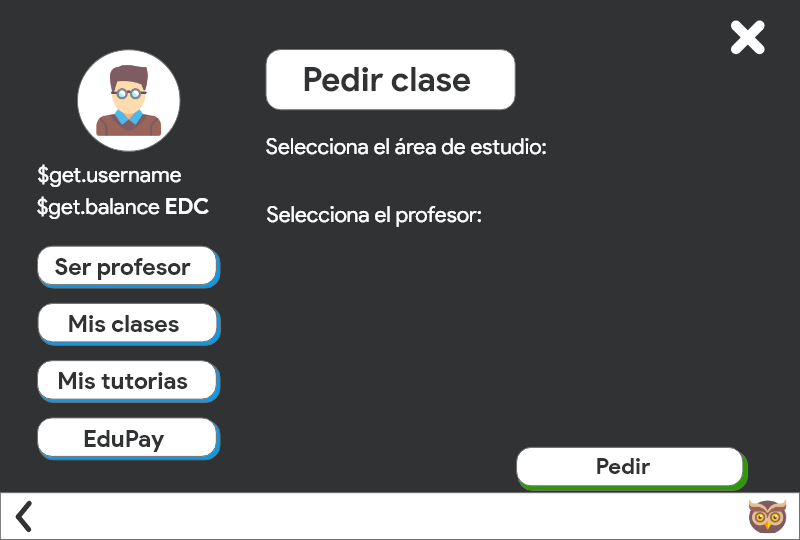 $get.username
$get.balance EDC
Ser profesor
Mis clases
Mis tutorias
EduPay
Pedir clase
Selecciona el área de estudio:
Selecciona el profesor:
Pedir